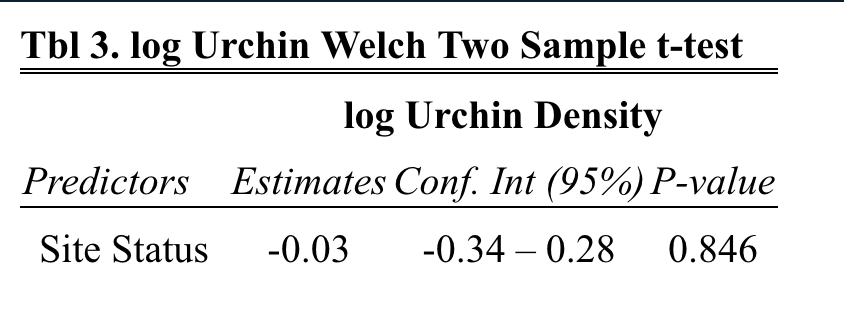 Tbl 3. log Urchin Welch Two Sample t-test
log Urchin Density
Predictors Estimates Conf. Int (95%) P-value
Site Status -0.03 -0.34 – 0.28 0.846